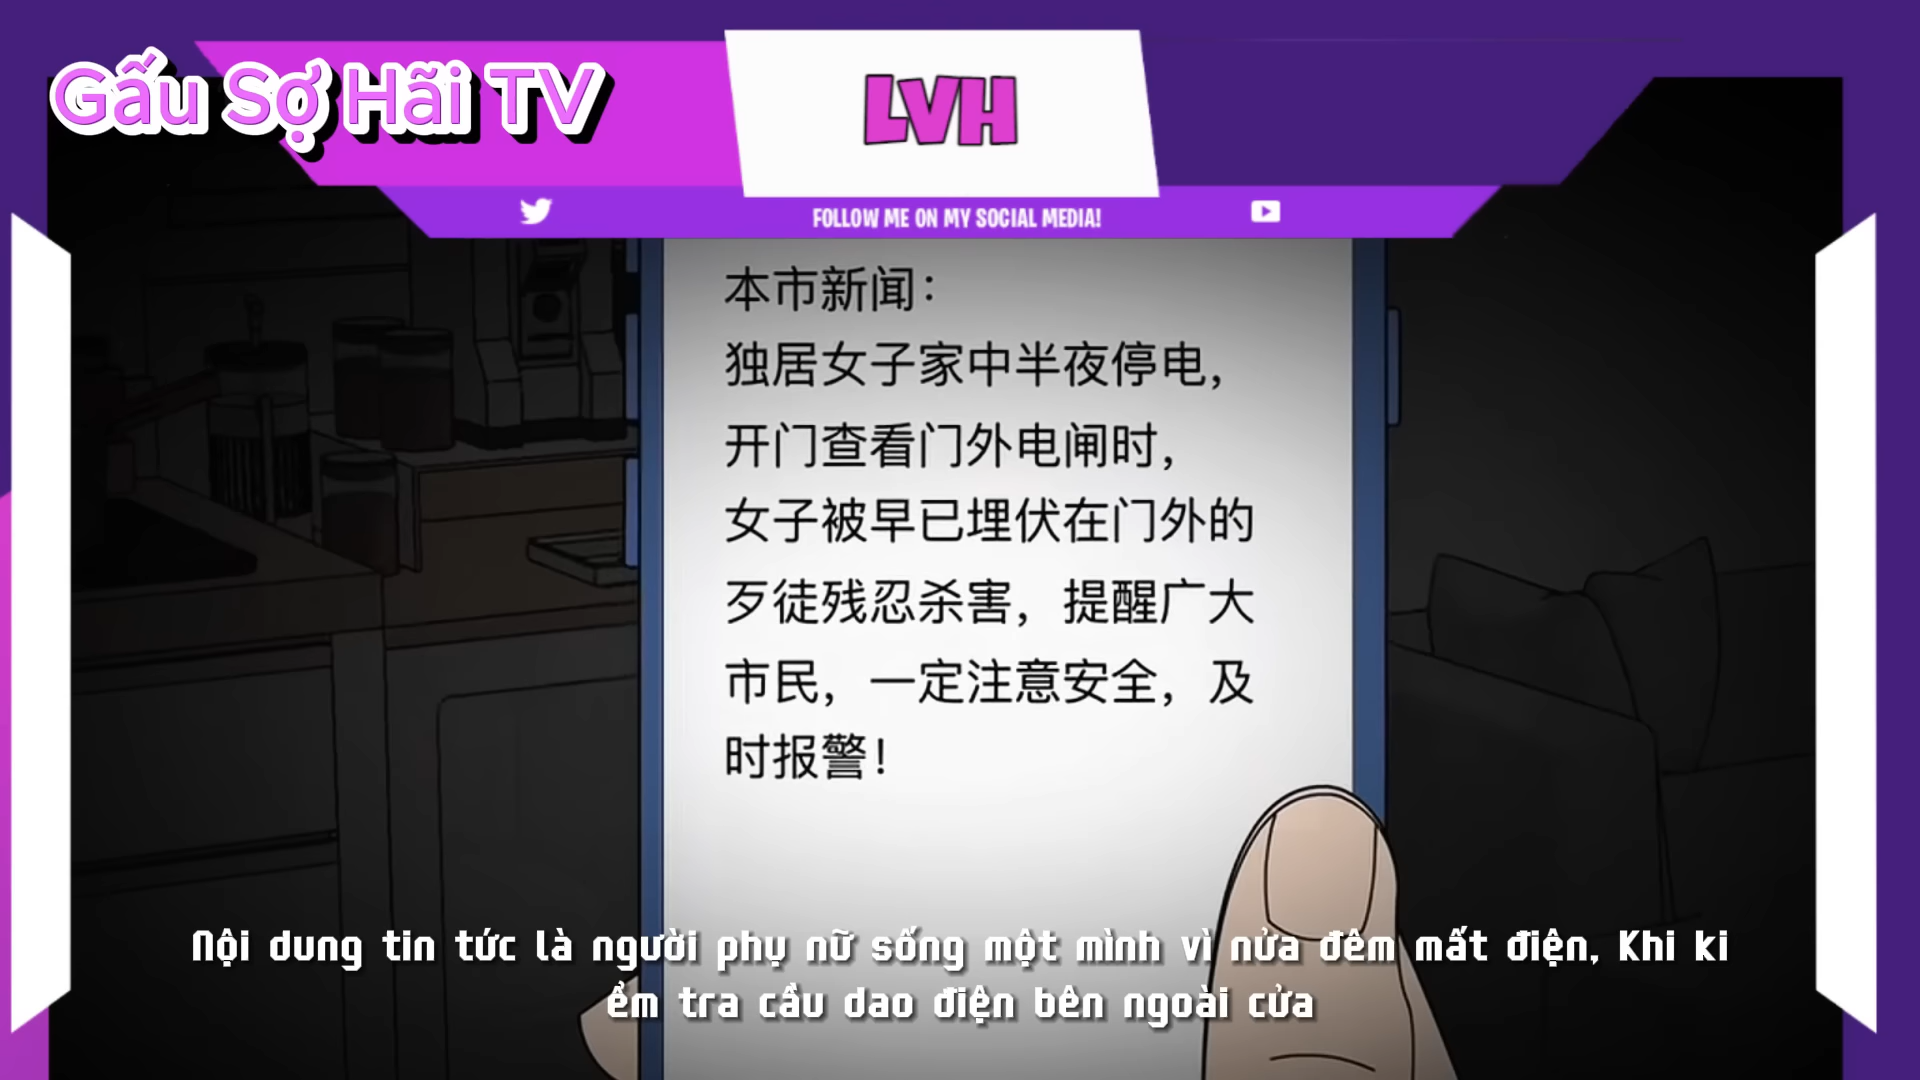 Gấu Sợ Hãi TV
LVH
FOLLOW ME ON MY SOCIAL MEDIA!
本市新闻：
独居女子家中半夜停电，
开门查看门外电闸时，
女子被早已埋伏在门外的
歹徒残忍杀害，提醒广大
市民，一定注意安全，及
时报警！
Nội dung tin tức là người phụ nữ sống một mình vì nửa đêm mất điện, Khi ki
ểm tra cầu dao điện bên ngoài cửa